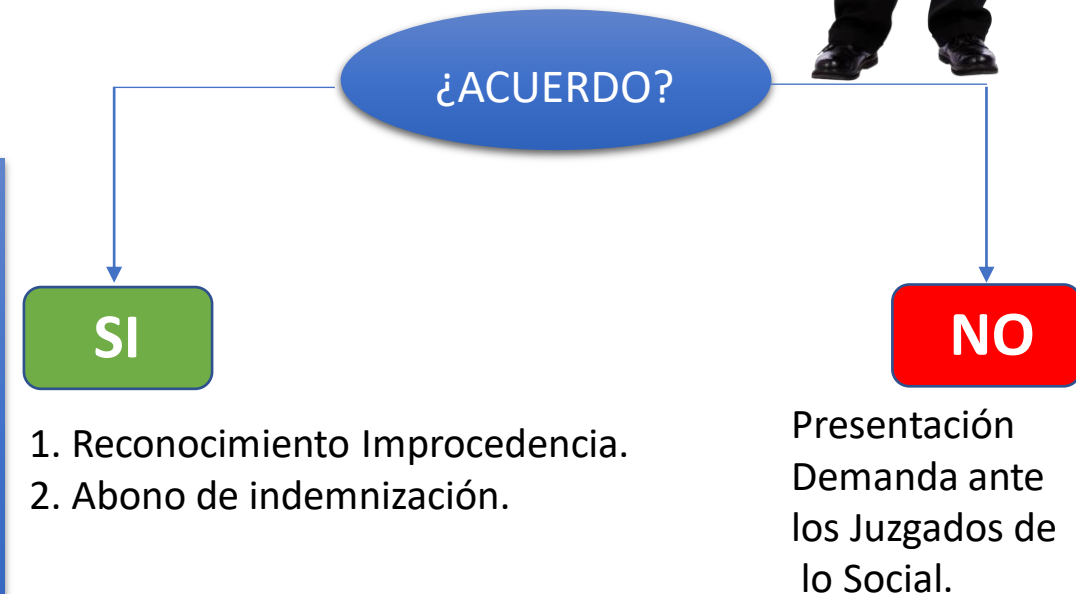 ¿ACUERDO?
SI
NO
1. Reconocimiento Improcedencia.
2. Abono de indemnización.
Presentación
Demanda ante
los Juzgados de
lo Social.